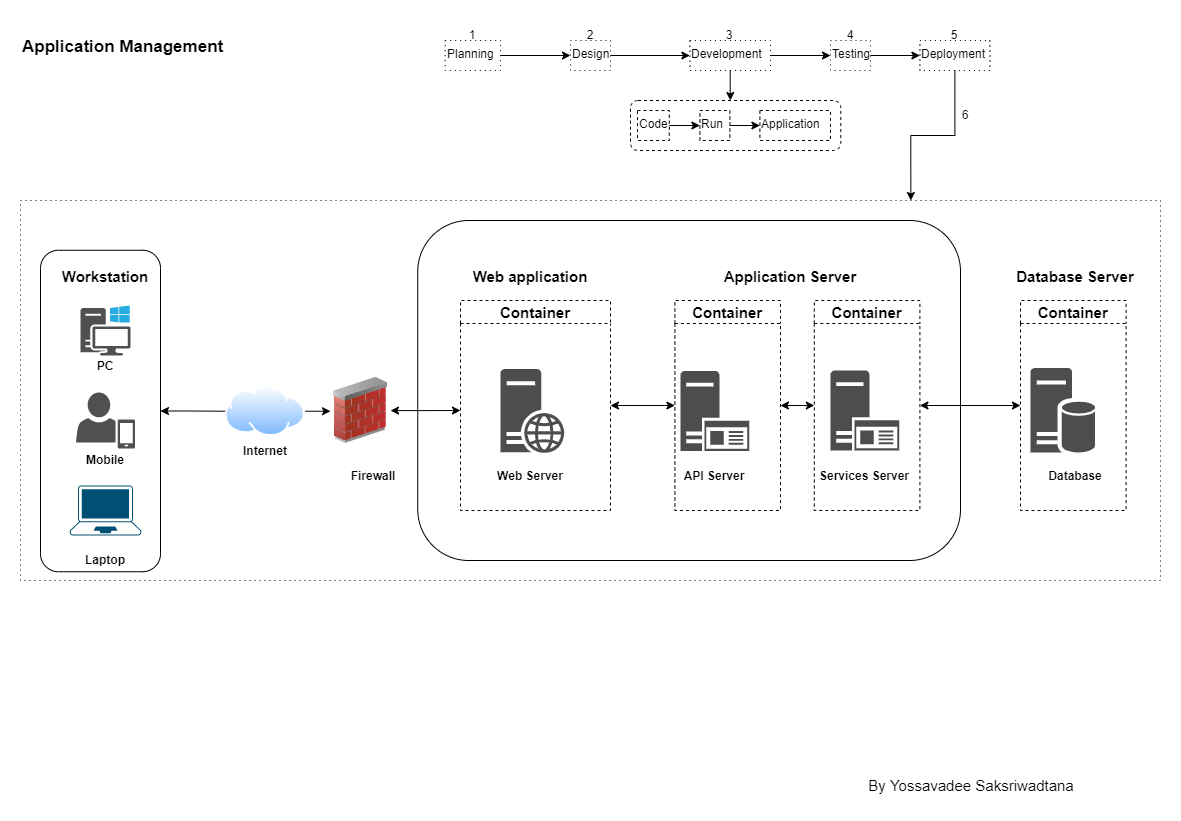 Application Management
1
2
3
4
5
Planning
Design
Development
Testing
Deployment
6
Code
Run
Application
Workstation
Web application
Application Server
Database Server
Container
Container
Container
Container
PC
Mobile
Internet
Firewall
Web Server
API Server
Services Server
Database
Laptop
By Yossavadee Saksriwadtana